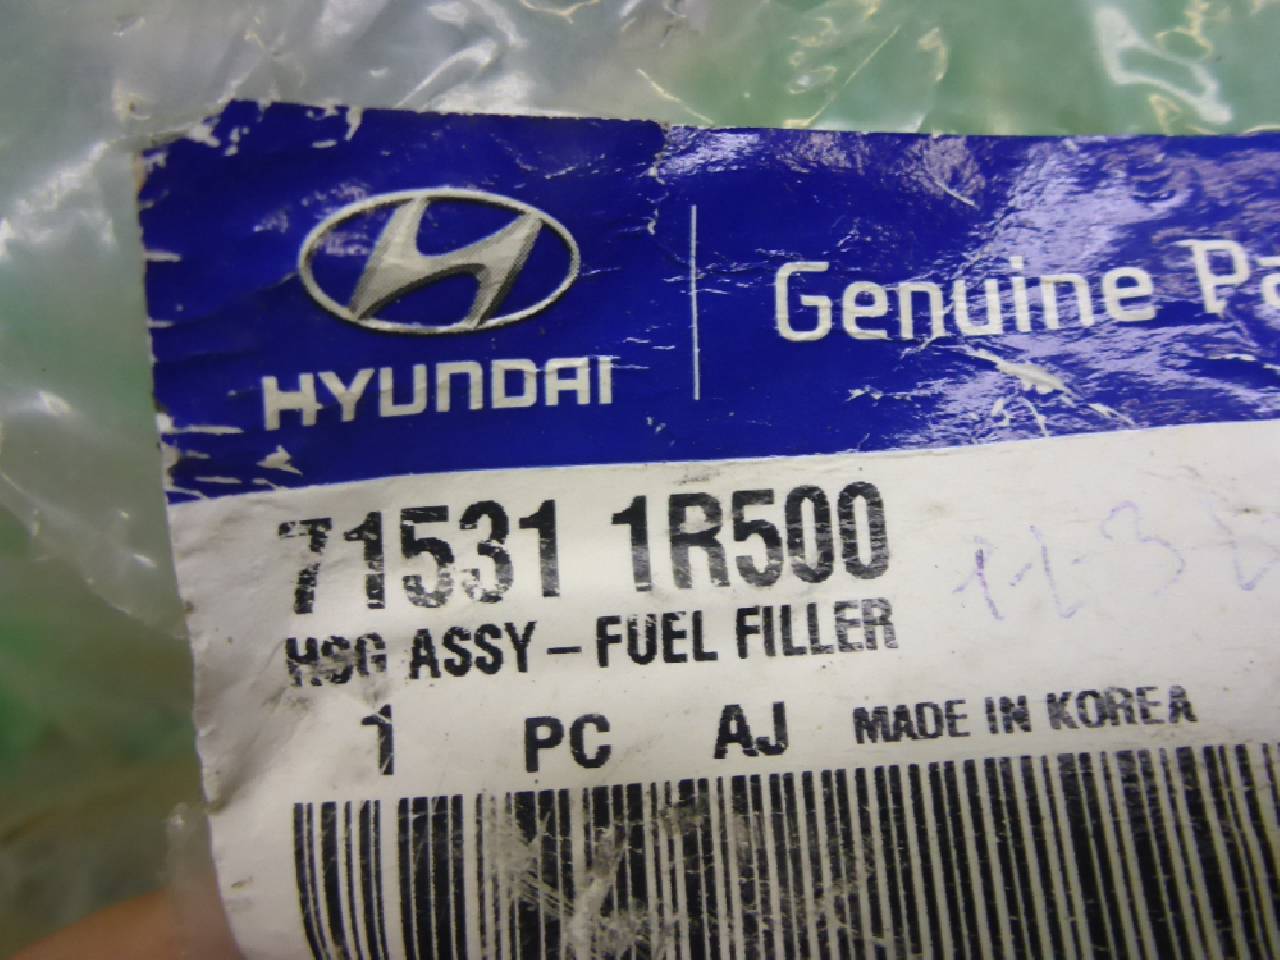 HYUNDAI
Genuine Pa
71531 1R500
HSG ASSY-FUEL FILLER
1 PC AJ MADE IN KOREA